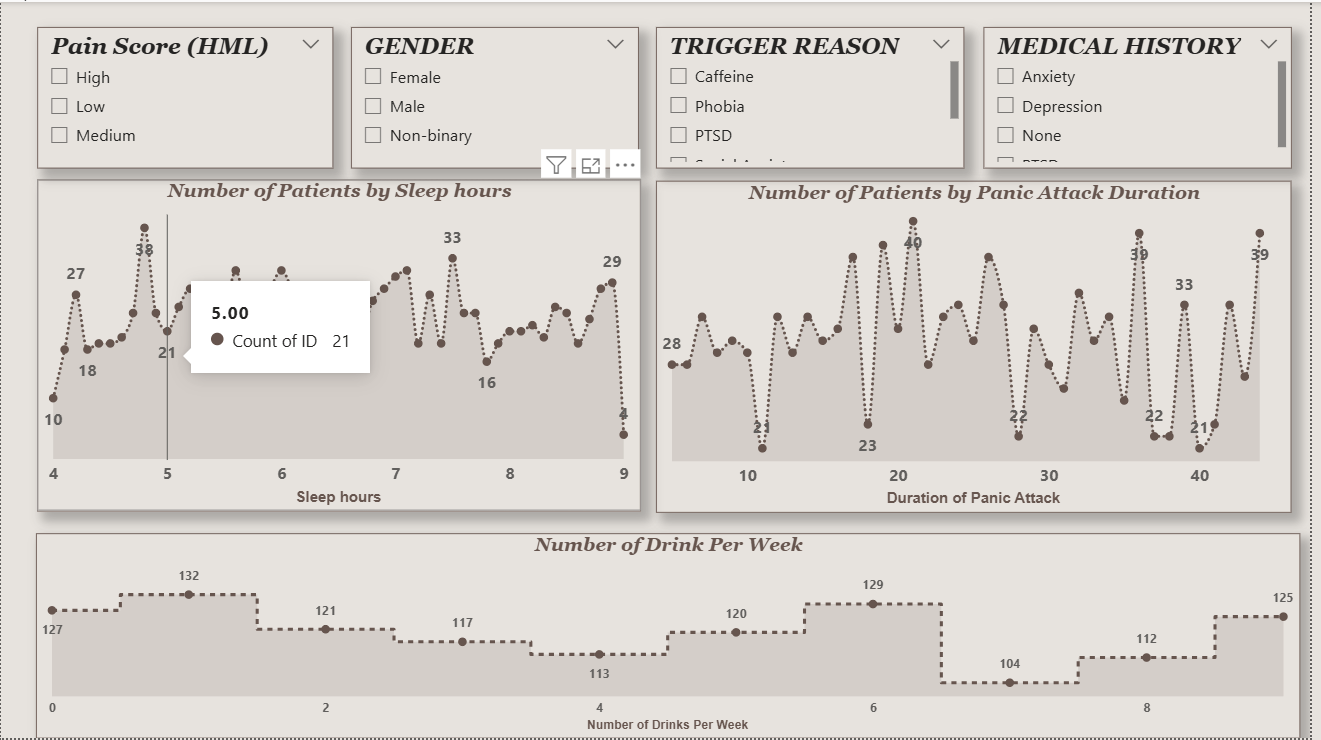 Pain Score (HML)
High
Low
Medium
GENDER
Female
Male
Non-binary
TRIGGER REASON
Caffeine
Phobia
PTSD
MEDICAL HISTORY
Anxiety
Depression
None
PTSD
Number of Patients by Sleep hours
38
33
29
27
21
18
16
10
4
5.00
Count of ID 21
4 5 6 7 8 9
Sleep hours
Number of Patients by Panic Attack Duration
40
39
39
33
28
22
22
21
21
23
10 20 30 40
Duration of Panic Attack
Number of Drink Per Week
127
132
121
117
113
120
129
104
112
125
0 2 4 6 8
Number of Drinks Per Week